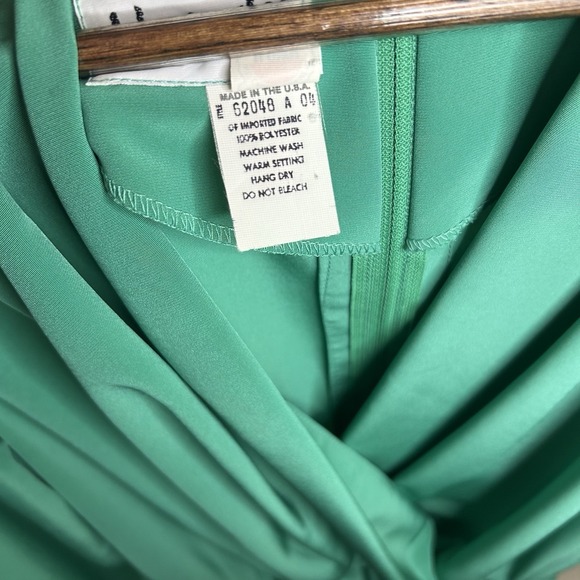 MADE IN THE U.S.A.
STYLE 62048 A 04
OF IMPORTED FABRIC
100% POLYESTER
MACHINE WASH
WARM SETTING
HANG DRY
DO NOT BLEACH